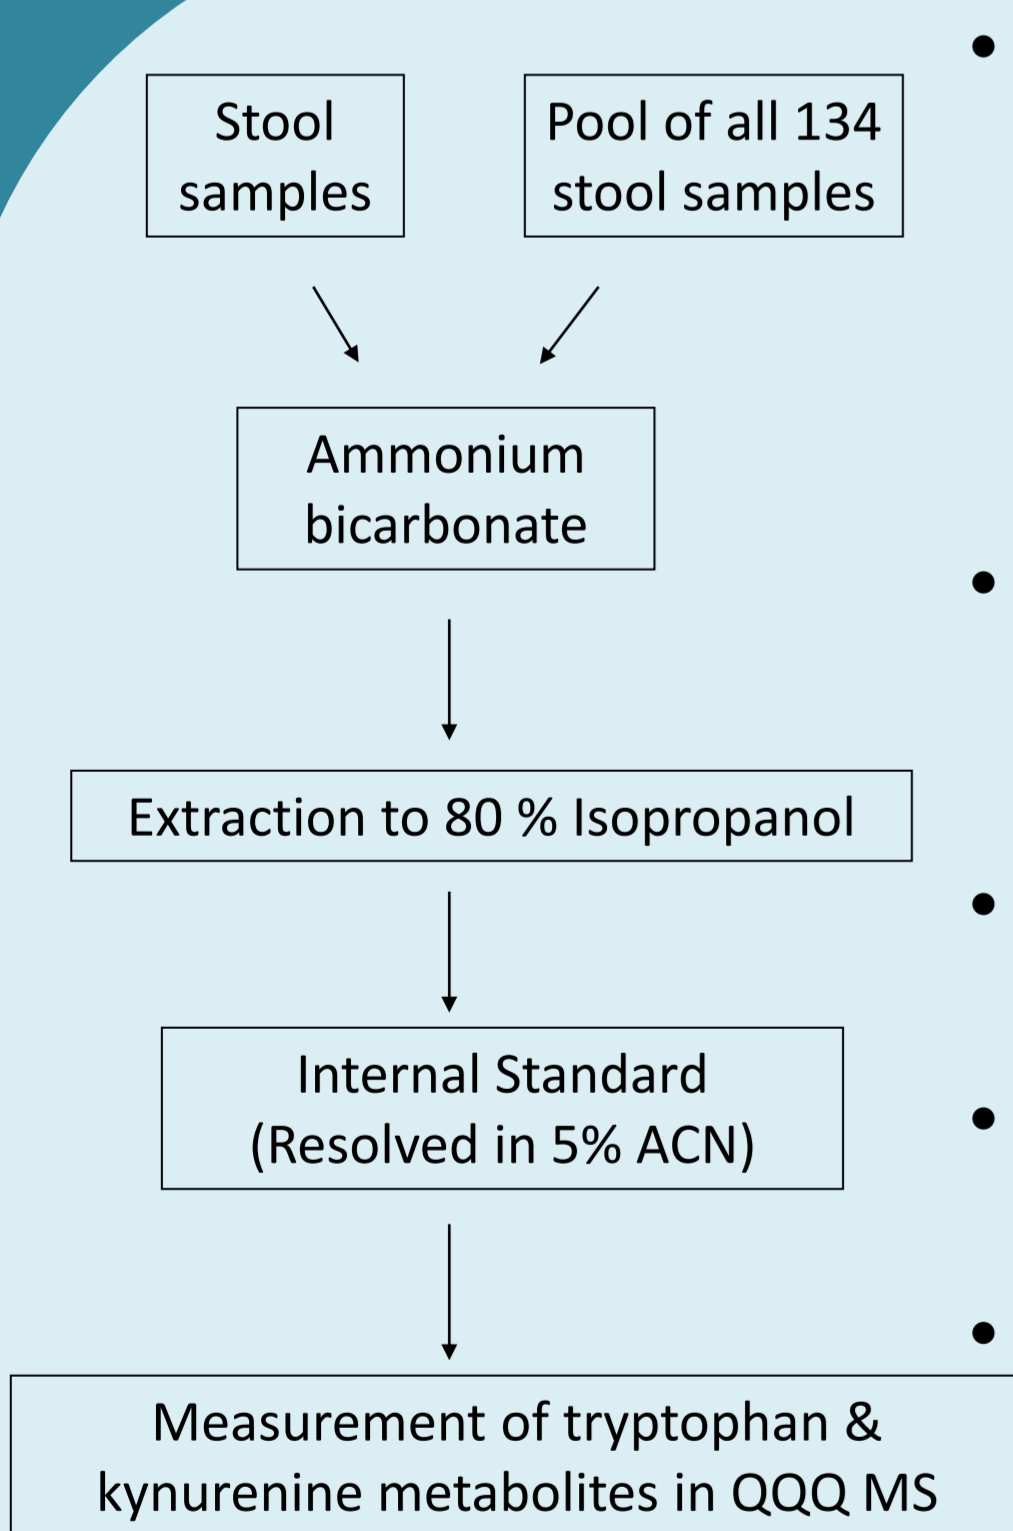 Stool
samples
Pool of all 134
stool samples
Ammonium
bicarbonate
Extraction to 80 % Isopropanol
Internal Standard
(Resolved in 5% ACN)
Measurement of tryptophan &
kynurenine metabolites in QQQ MS